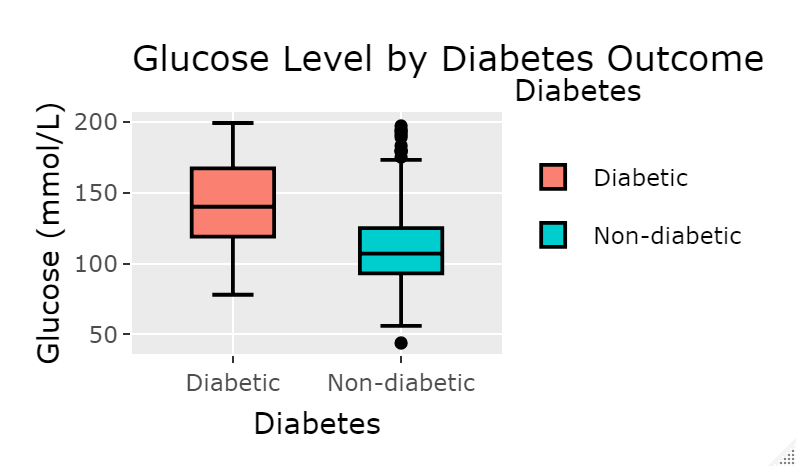 Glucose Level by Diabetes Outcome
Diabetes
Diabetic
Non-diabetic
Glucose (mmol/L)
200
150
100
50
Diabetic
Non-diabetic
Diabetes